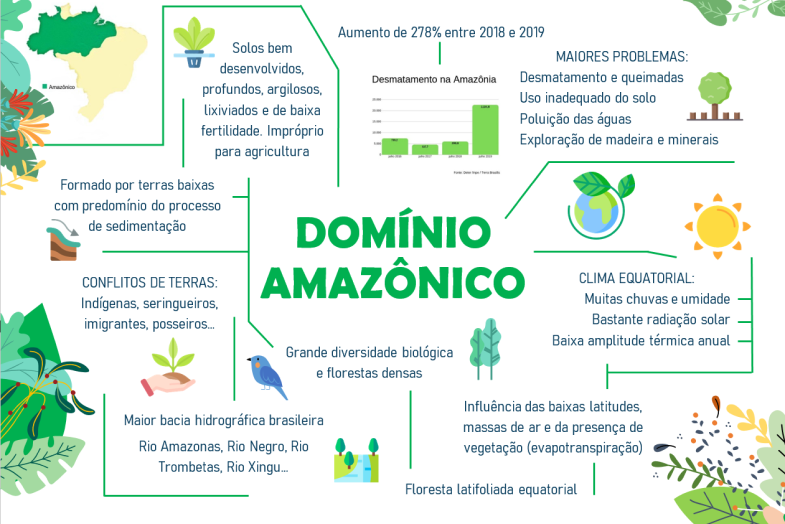 Amazônico
Solos bem
desenvolvidos,
profundos, argilosos,
lixiviados e de baixa
fertilidade. Impróprio
para agricultura
Aumento de 278% entre 2018 e 2019
Desmatamento na Amazônia
MAIORES PROBLEMAS:
Desmatamento e queimadas
Uso inadequado do solo
Poluição das águas
Exploração de madeira e minerais
Formado por terras baixas
com predomínio do processo
de sedimentação
DOMÍNIO
AMAZÔNICO
CONFLITOS DE TERRAS:
Indígenas, seringueiros,
imigrantes, posseiros...
CLIMA EQUATORIAL:
Muitas chuvas e umidade
Bastante radiação solar
Baixa amplitude térmica anual
Grande diversidade biológica
e florestas densas
Maior bacia hidrográfica brasileira
Rio Amazonas, Rio Negro, Rio
Trombetas, Rio Xingu...
Influência das baixas latitudes,
massas de ar e da presença de
vegetação (evapotranspiração)
Floresta latifoliada equatorial